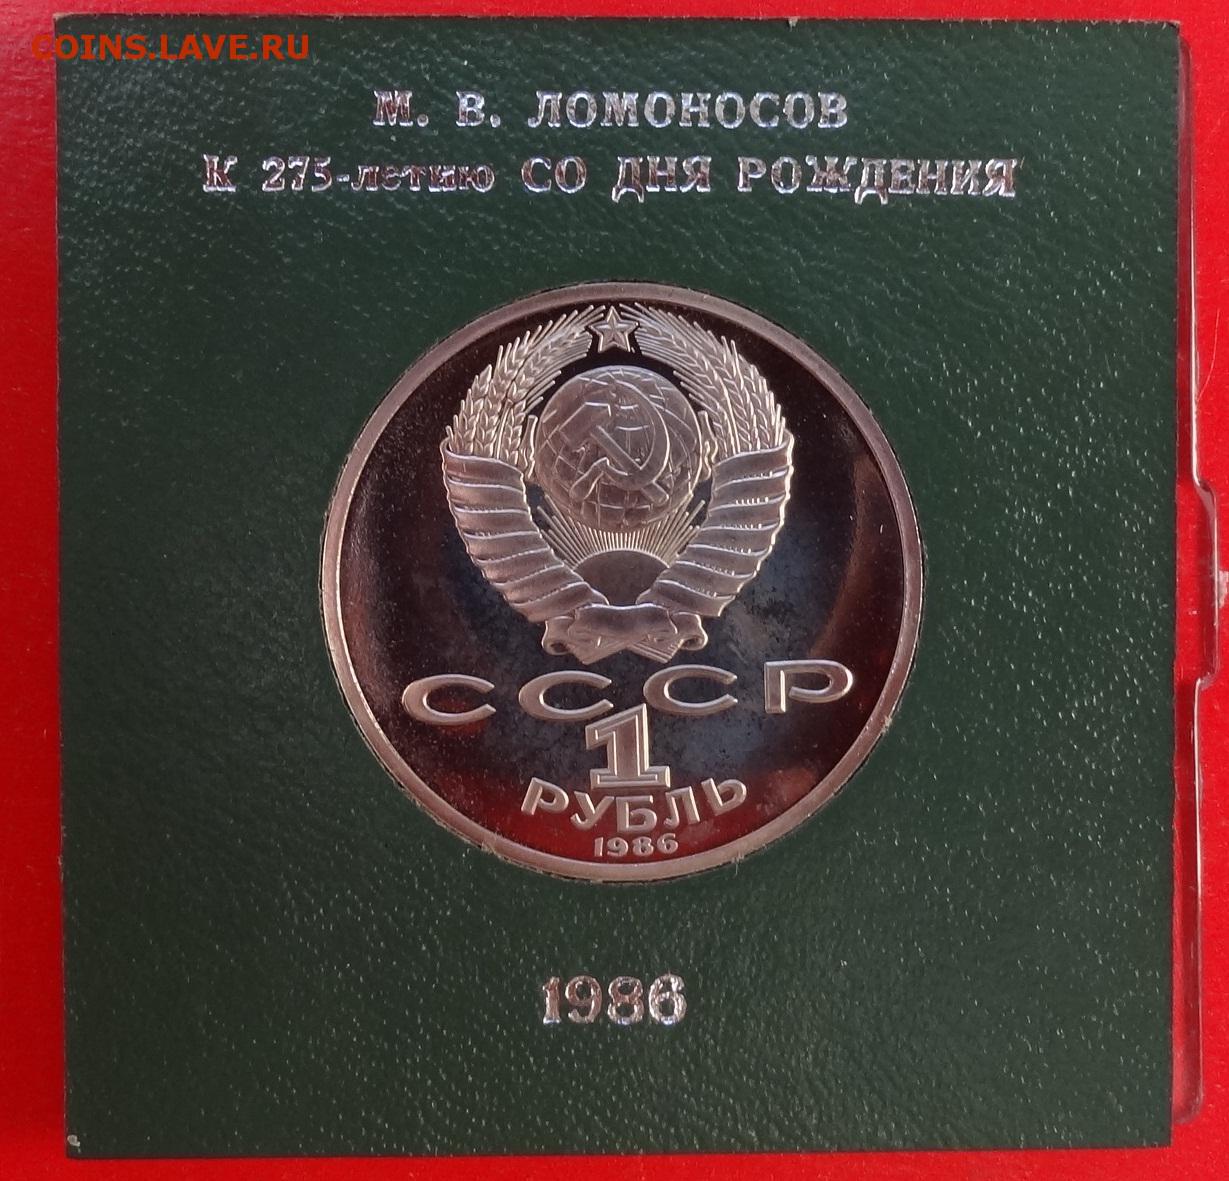 COINS.LAVE.RU
М. В. ЛОМОНОСОВ
К 275-летию СО ДНЯ РОЖДЕНИЯ
СССР
1
РУБЛЬ
1986
1986